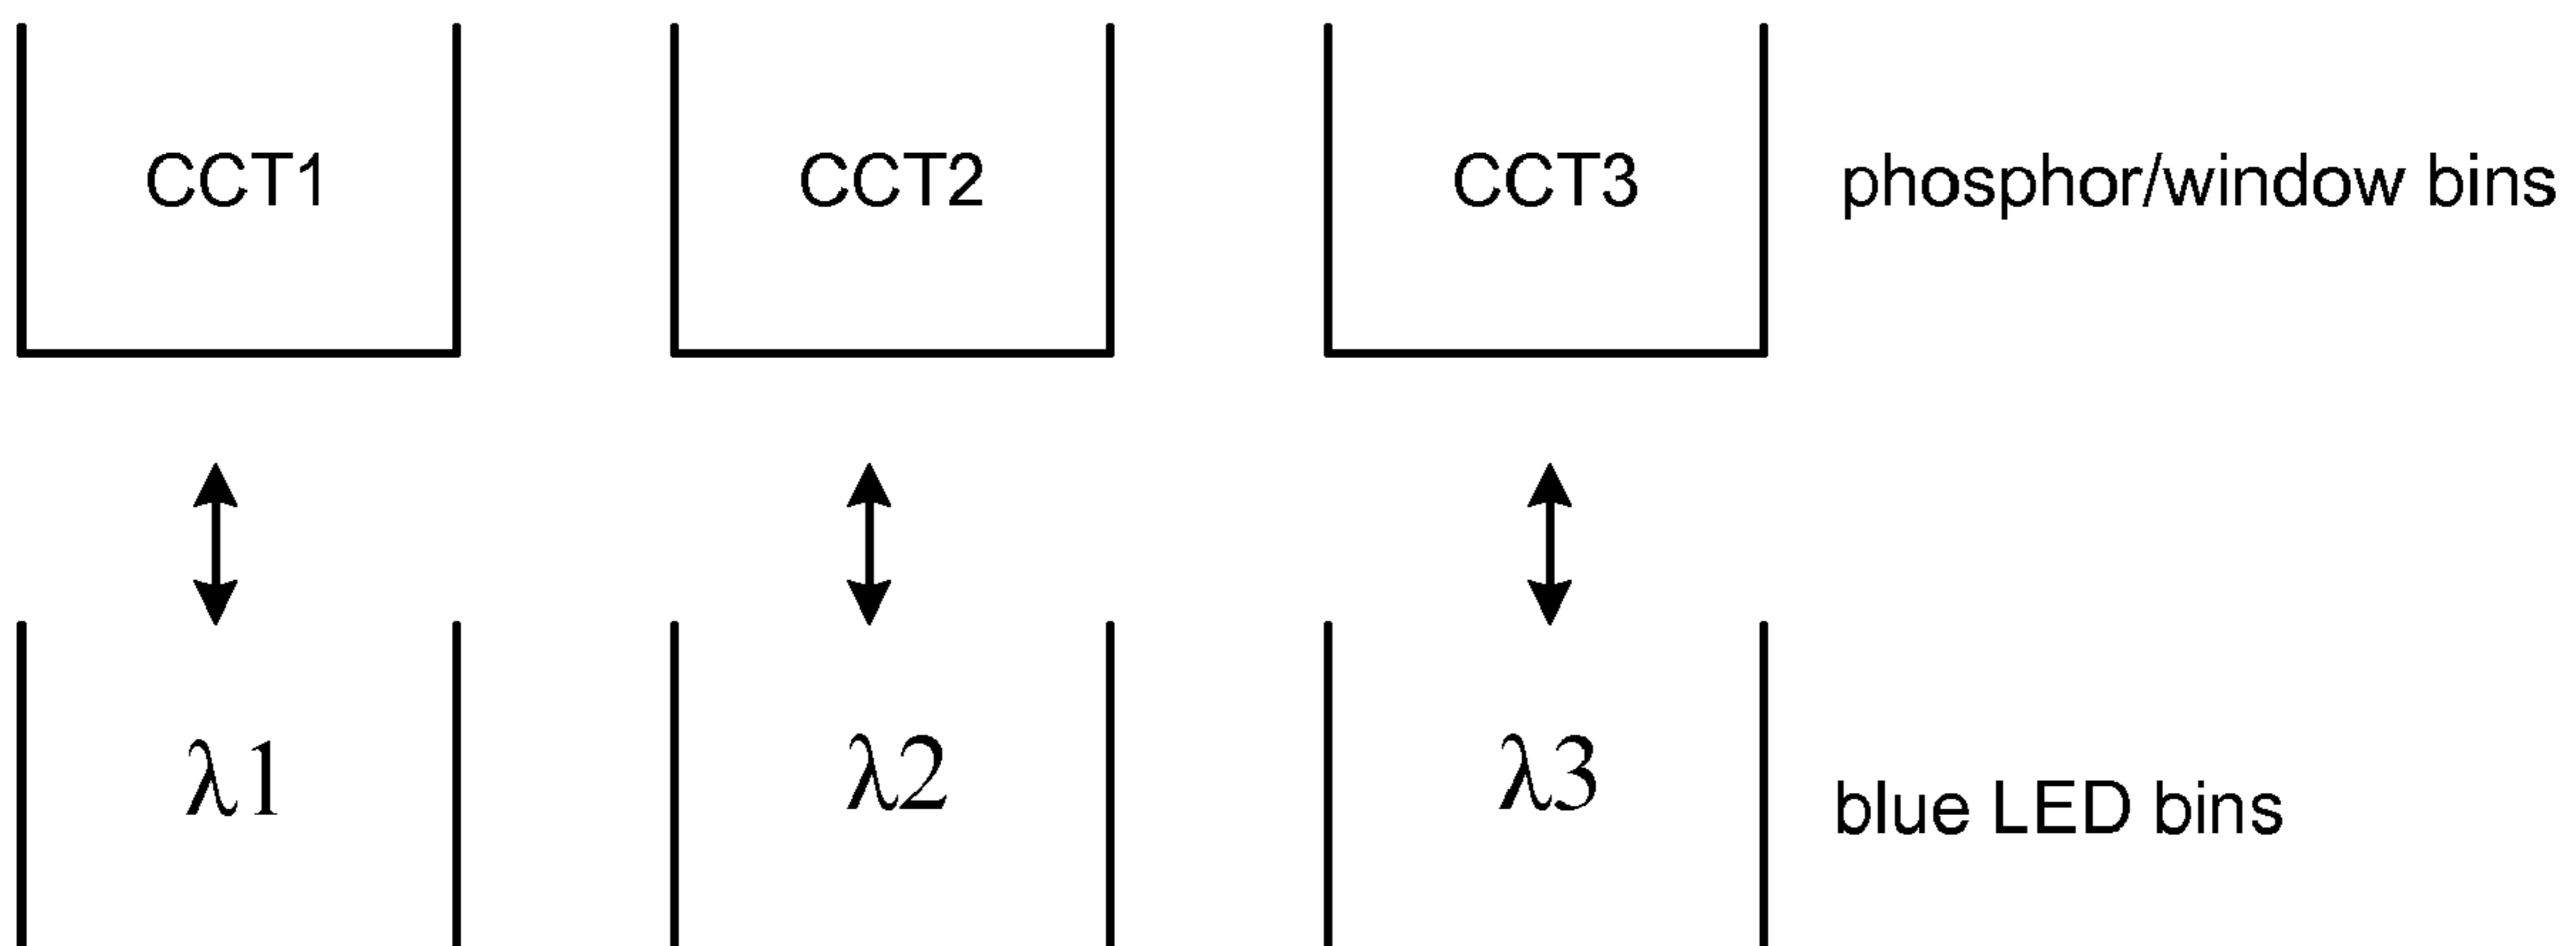 CCT1 CCT2 CCT3 phosphor/window bins
λ1 λ2 λ3 blue LED bins